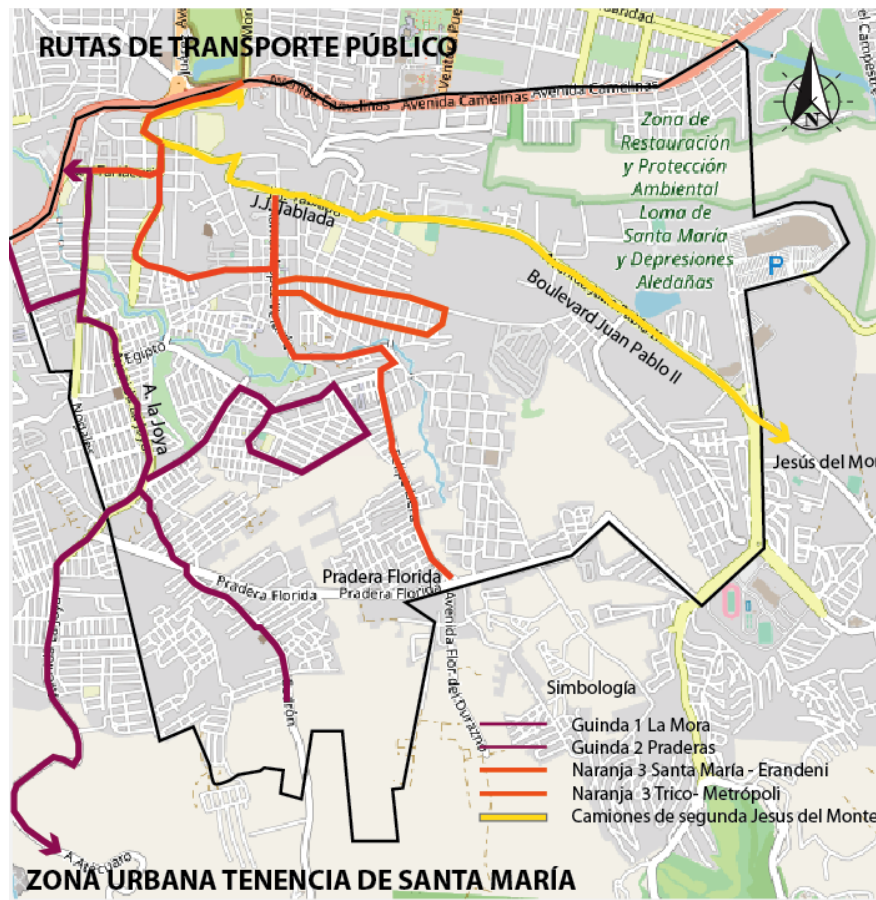 RUTAS DE TRANSPORTE PÚBLICO
Avenida Camelinas
Avenida Camelinas
Avenida Camelinas
N
Zona de
Restauración
y Protección
Ambiental
Loma de
Santa María
y Depresiones
Aledañas
J.J. Tablada
P
Boulevard Juan Pablo II
Egipto
A. la Joya
Nogales
Jesús del Mon
Pradera Florida
Pradera Florida
Pradera Florida
Avenida Flor del Durazno
Simbología
Guinda 1 La Mora
Guinda 2 Praderas
Naranja 3 Santa María - Erandeni
Naranja 3 Trico- Metrópoli
Camiones de segunda Jesus del Monte
A Atécuaro
ZONA URBANA TENENCIA DE SANTA MARÍA